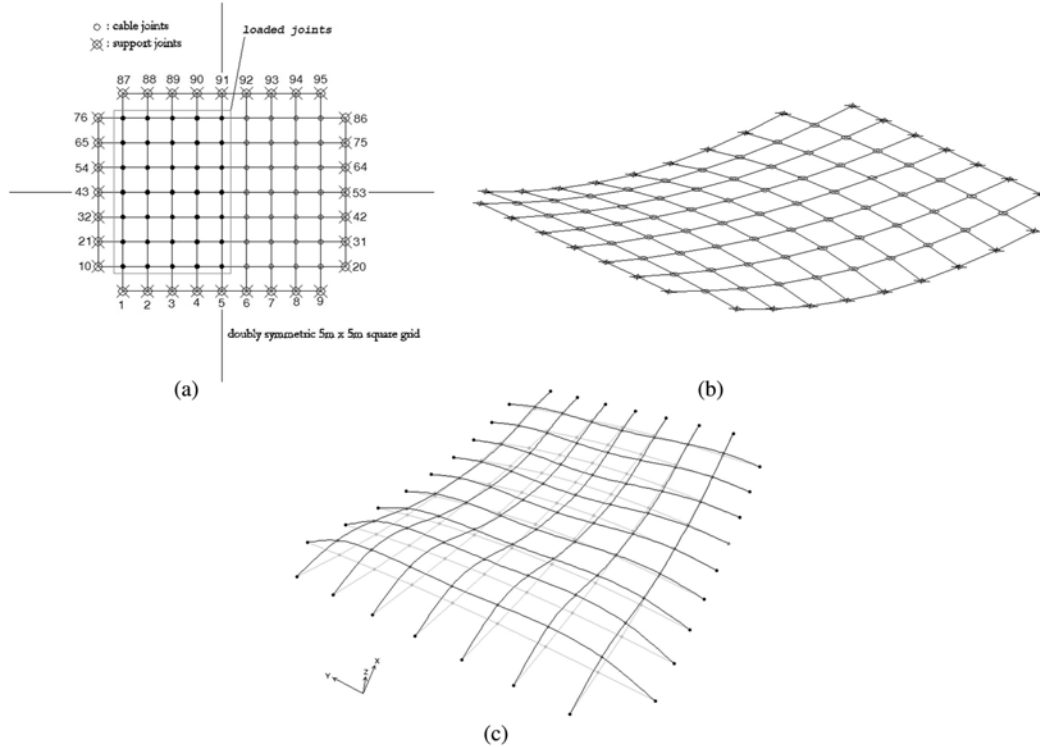 ○ : cable joints
: support joints
loaded joints
87 88 89 90 91 92 93 94 95
76 86
65 75
54 64
43 53
32 42
21 31
10 20
1 2 3 4 5 6 7 8 9
doubly symmetric 5m x 5m square grid
(a)
(b)
Y Z X
(c)